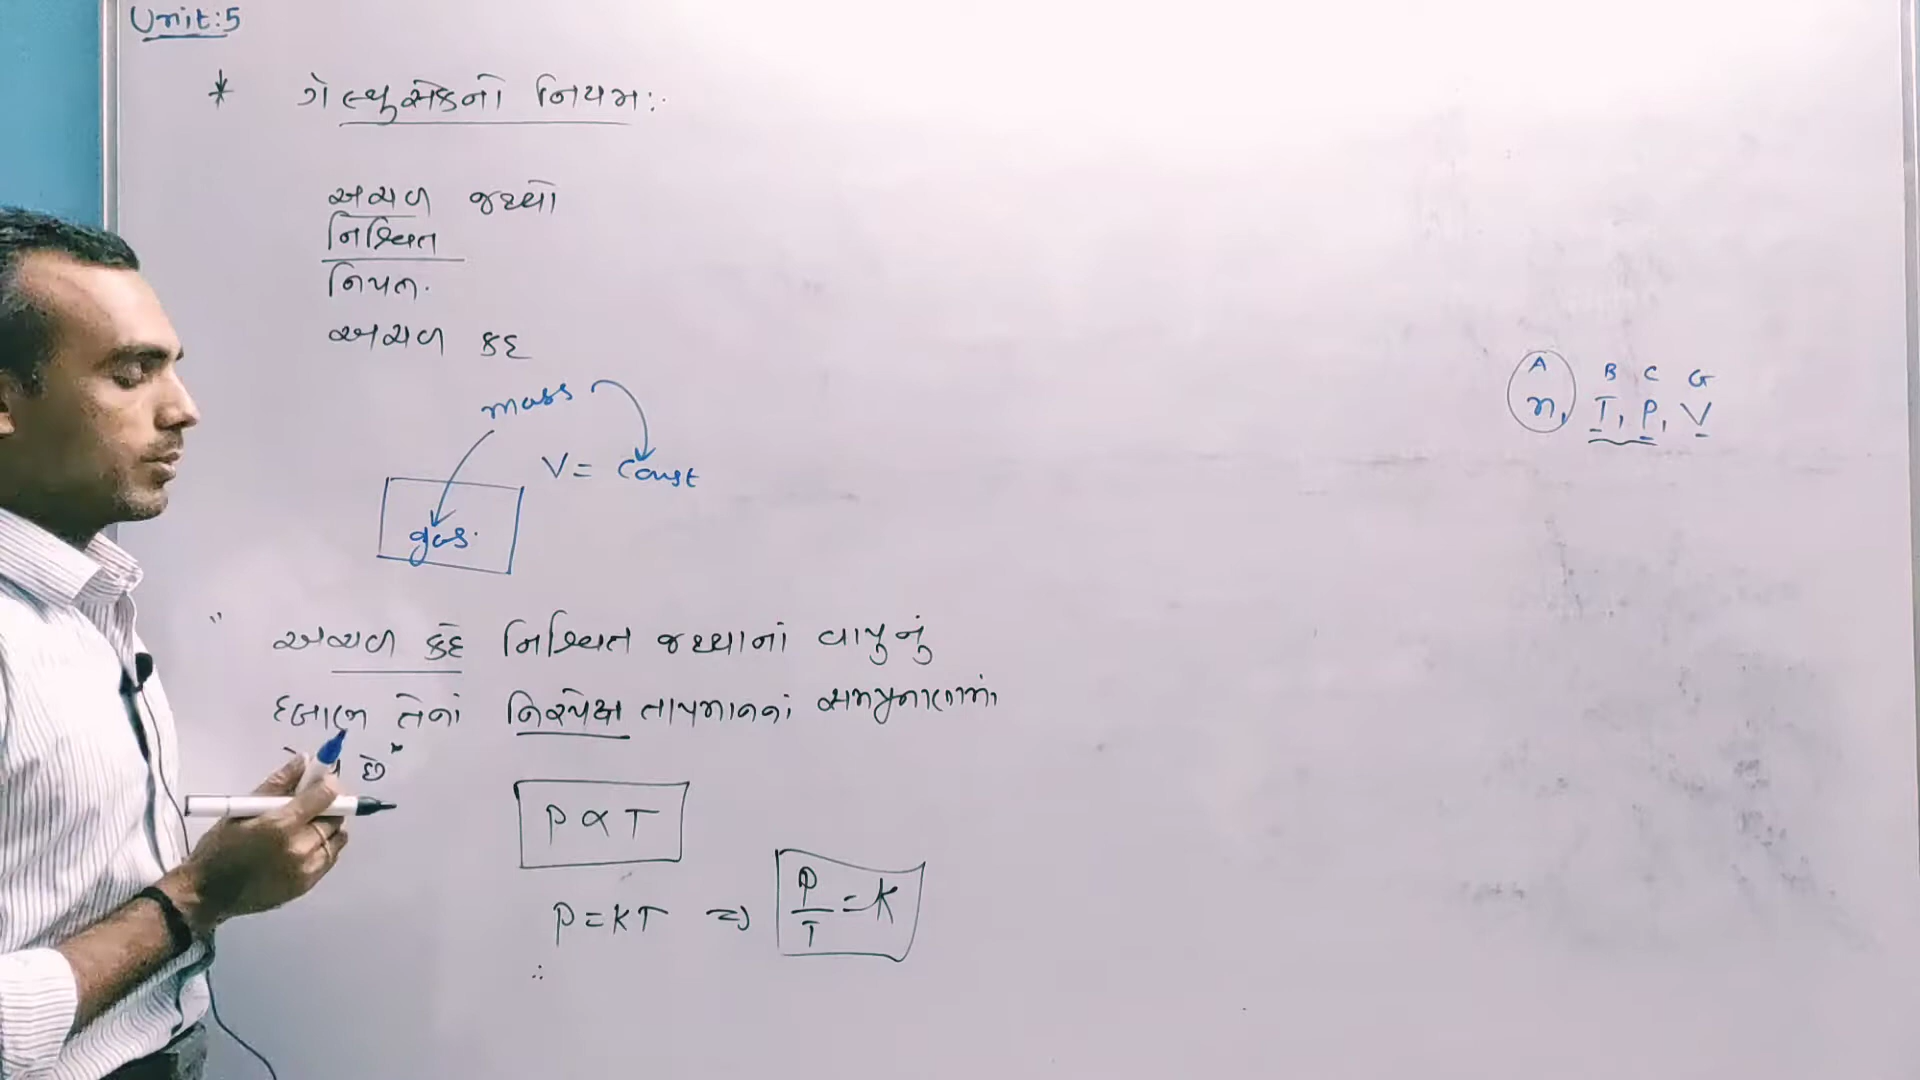 Unit:5
* ગેલ્યુસેકનો નિયમ:
અચળ જથ્થો
નિશ્ચિત
નિયત.
અચળ કદ
mass
V = Const
gas.
A B C G
n, T, P, V
" અચળ કદે નિશ્ચિત જથ્થાનાં વાયુનું
દબાણ તેનાં નિરપેક્ષ તાપમાનનાં સમપ્રમાણમાં
છે"
P ∝ T
P = KT ⇒ P/T = K
∴